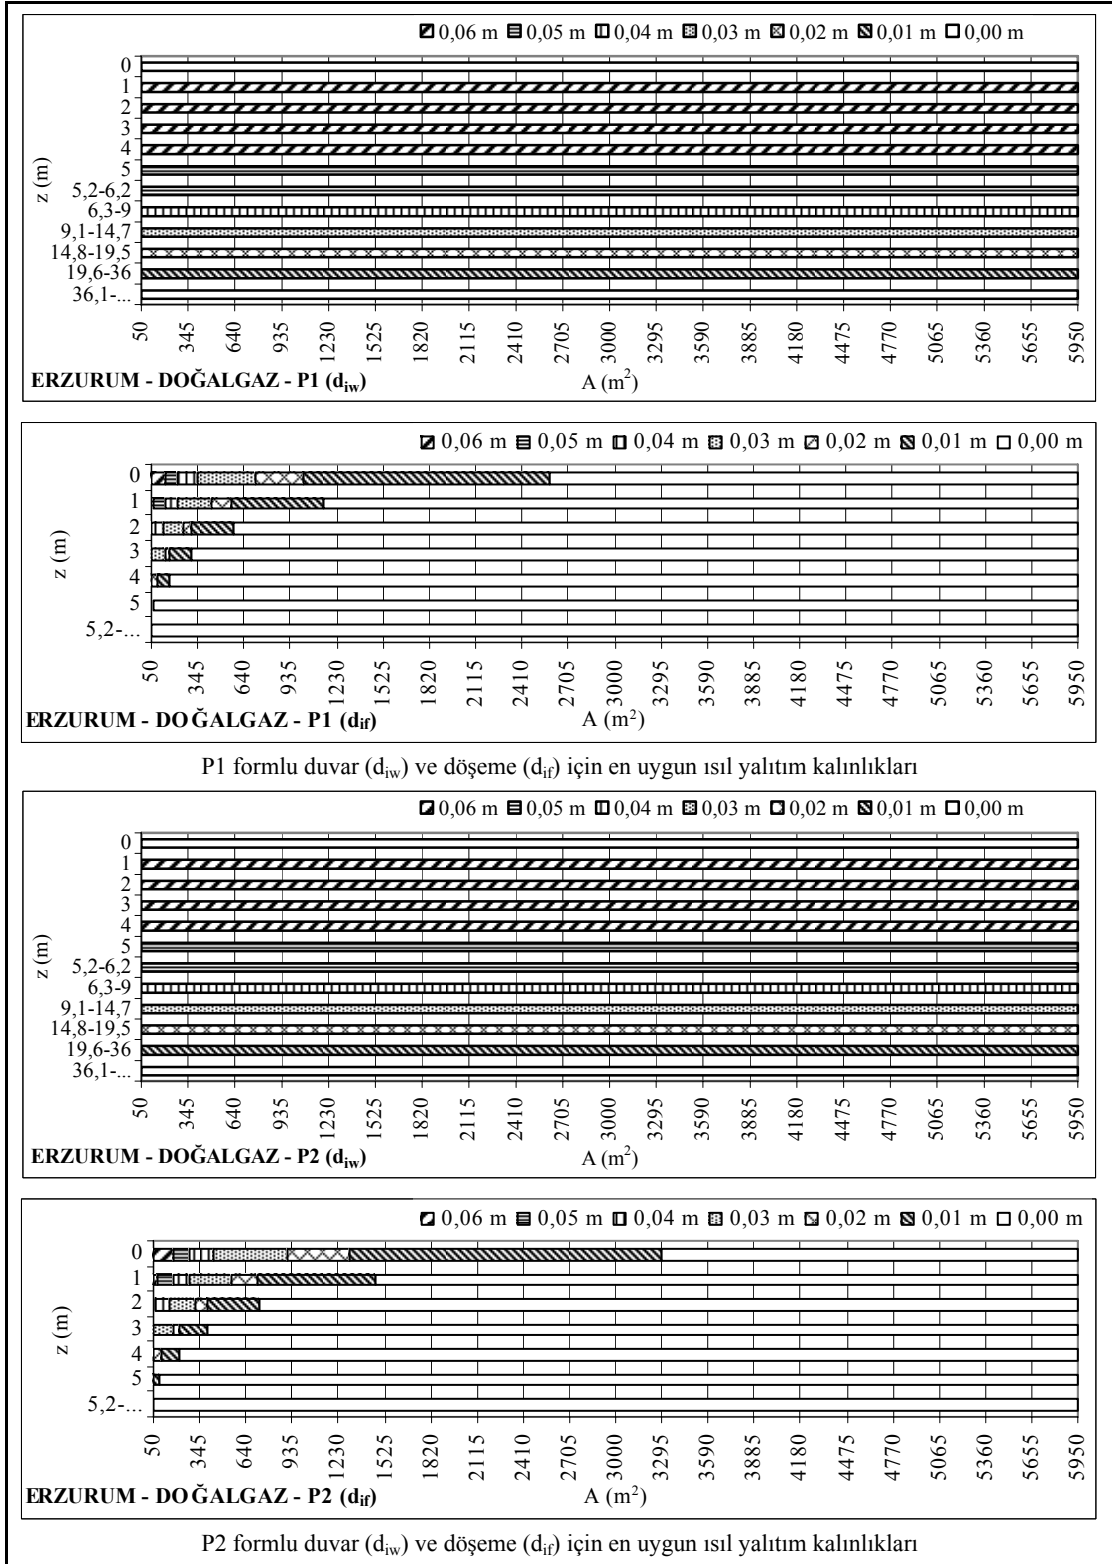 0,06 m 0,05 m 0,04 m 0,03 m 0,02 m 0,01 m 0,00 m
z (m)
0
1
2
3
4
5
5,2-6,2
6,3-9
9,1-14,7
14,8-19,5
19,6-36
36,1-...
50 345 640 935 1230 1525 1820 2115 2410 2705 3000 3295 3590 3885 4180 4475 4770 5065 5360 5655 5950
ERZURUM - DOĞALGAZ - P1 (diw)
A (m²)
0,06 m 0,05 m 0,04 m 0,03 m 0,02 m 0,01 m 0,00 m
z (m)
0
1
2
3
4
5
5,2-...
50 345 640 935 1230 1525 1820 2115 2410 2705 3000 3295 3590 3885 4180 4475 4770 5065 5360 5655 5950
ERZURUM - DOĞALGAZ - P1 (dif)
A (m²)
P1 formlu duvar (diw) ve döşeme (dif) için en uygun ısıl yalıtım kalınlıkları
0,06 m 0,05 m 0,04 m 0,03 m 0,02 m 0,01 m 0,00 m
z (m)
0
1
2
3
4
5
5,2-6,2
6,3-9
9,1-14,7
14,8-19,5
19,6-36
36,1-...
50 345 640 935 1230 1525 1820 2115 2410 2705 3000 3295 3590 3885 4180 4475 4770 5065 5360 5655 5950
ERZURUM - DOĞALGAZ - P2 (diw)
A (m²)
0,06 m 0,05 m 0,04 m 0,03 m 0,02 m 0,01 m 0,00 m
z (m)
0
1
2
3
4
5
5,2-...
50 345 640 935 1230 1525 1820 2115 2410 2705 3000 3295 3590 3885 4180 4475 4770 5065 5360 5655 5950
ERZURUM - DOĞALGAZ - P2 (dif)
A (m²)
P2 formlu duvar (diw) ve döşeme (dif) için en uygun ısıl yalıtım kalınlıkları